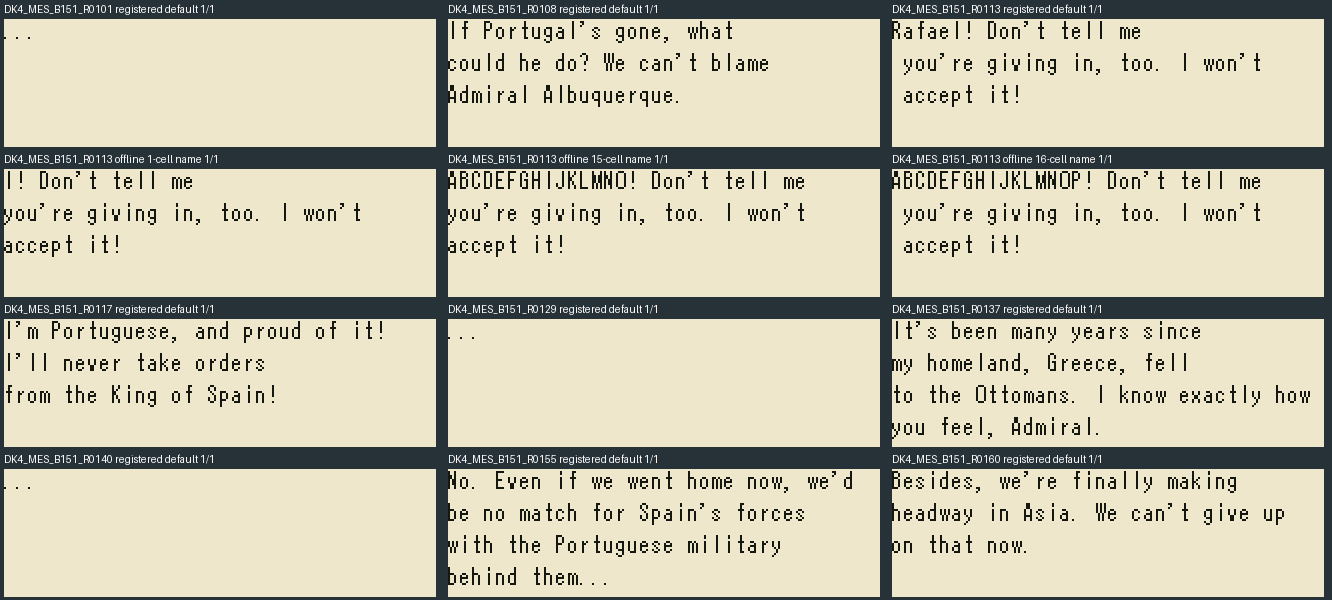 DK4_MES_B151_R0101 registered default 1/1
...
DK4_MES_B151_R0108 registered default 1/1
If Portugal's gone, what
could he do? We can't blame
Admiral Albuquerque.
DK4_MES_B151_R0113 registered default 1/1
Rafael! Don't tell me
you're giving in, too. I won't
accept it!
DK4_MES_B151_R0113 offline 1-cell name 1/1
I! Don't tell me
you're giving in, too. I won't
accept it!
DK4_MES_B151_R0113 offline 15-cell name 1/1
ABCDEFGHIJKLMNO! Don't tell me
you're giving in, too. I won't
accept it!
DK4_MES_B151_R0113 offline 16-cell name 1/1
ABCDEFGHIJKLMNOP! Don't tell me
you're giving in, too. I won't
accept it!
DK4_MES_B151_R0117 registered default 1/1
I'm Portuguese, and proud of it!
I'll never take orders
from the King of Spain!
DK4_MES_B151_R0129 registered default 1/1
...
DK4_MES_B151_R0137 registered default 1/1
It's been many years since
my homeland, Greece, fell
to the Ottomans. I know exactly how
you feel, Admiral.
DK4_MES_B151_R0140 registered default 1/1
...
DK4_MES_B151_R0155 registered default 1/1
No. Even if we went home now, we'd
be no match for Spain's forces
with the Portuguese military
behind them...
DK4_MES_B151_R0160 registered default 1/1
Besides, we're finally making
headway in Asia. We can't give up
on that now.